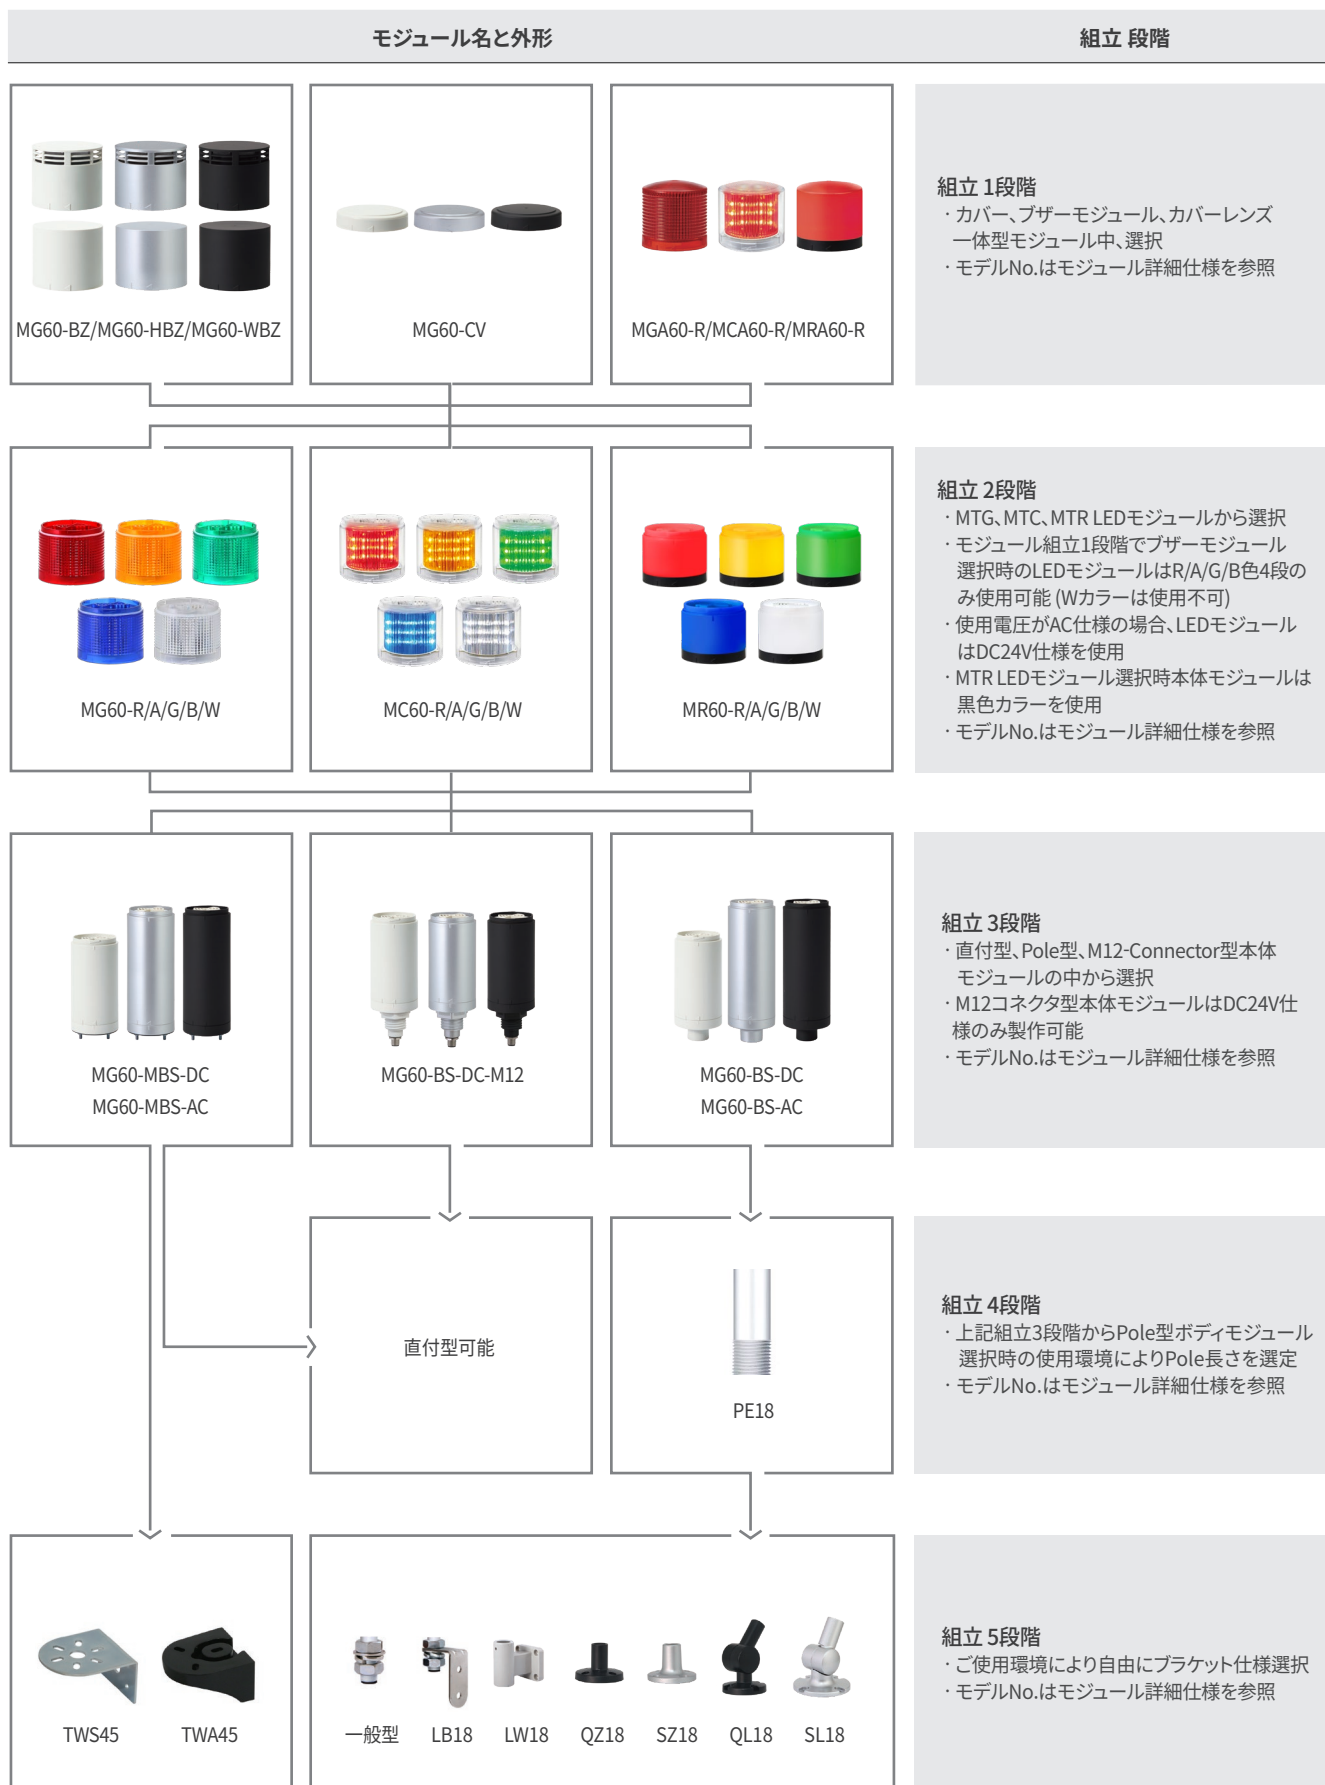 モジュール名と外形
組立 段階
MG60-BZ/MG60-HBZ/MG60-WBZ
MG60-CV
MGA60-R/MCA60-R/MRA60-R
組立 1段階
· カバー、ブザーモジュール、カバーレンズ
一体型モジュール中、選択
· モデルNo.はモジュール詳細仕様を参照
MG60-R/A/G/B/W
MC60-R/A/G/B/W
MR60-R/A/G/B/W
組立 2段階
· MTG、MTC、MTR LEDモジュールから選択
· モジュール組立1段階でブザーモジュール
選択時のLEDモジュールはR/A/G/B色4段の
み使用可能 (Wカラーは使用不可)
· 使用電圧がAC仕様の場合、LEDモジュール
はDC24V仕様を使用
· MTR LEDモジュール選択時本体モジュールは
黒色カラーを使用
· モデルNo.はモジュール詳細仕様を参照
MG60-MBS-DC
MG60-MBS-AC
MG60-BS-DC-M12
MG60-BS-DC
MG60-BS-AC
組立 3段階
· 直付型、Pole型、M12-Connector型本体
モジュールの中から選択
· M12コネクタ型本体モジュールはDC24V仕
様のみ製作可能
· モデルNo.はモジュール詳細仕様を参照
直付型可能
PE18
組立 4段階
· 上記組立3段階からPole型ボディモジュール
選択時の使用環境によりPole長さを選定
· モデルNo.はモジュール詳細仕様を参照
TWS45
TWA45
一般型
LB18
LW18
QZ18
SZ18
QL18
SL18
組立 5段階
· ご使用環境により自由にブラケット仕様選択
· モデルNo.はモジュール詳細仕様を参照